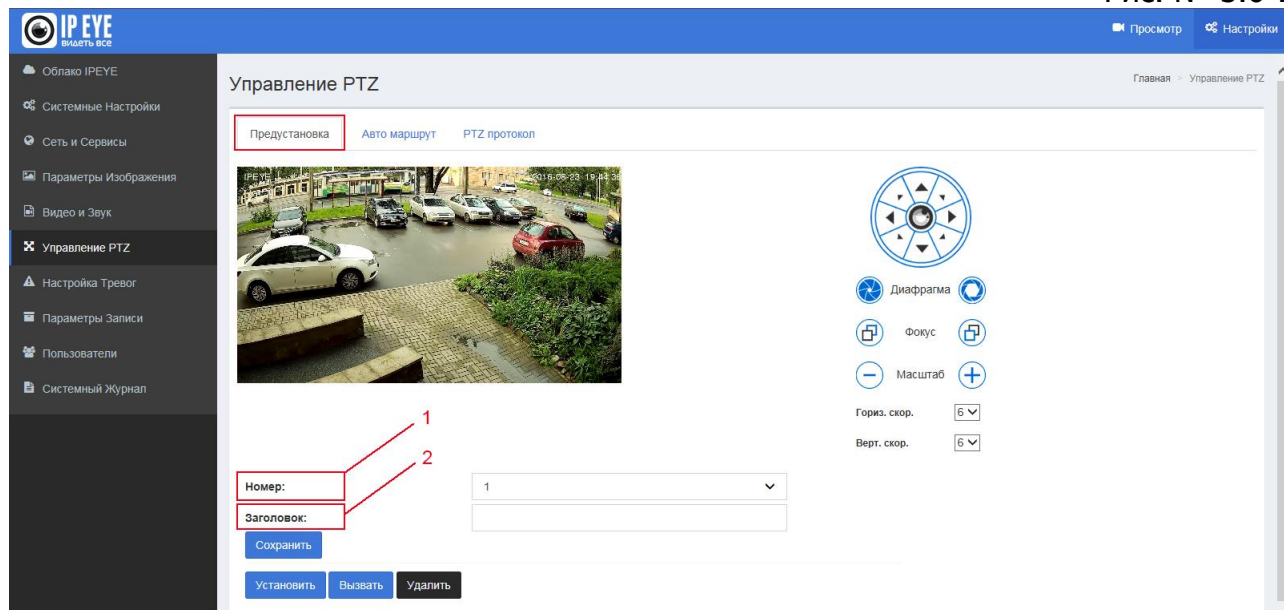 IP EYE
видеть все
Просмотр
Настройки
Облако IPEYE
Системные Настройки
Сеть и Сервисы
Параметры Изображения
Видео и Звук
Управление PTZ
Настройка Тревог
Параметры Записи
Пользователи
Системный Журнал
Управление PTZ
Главная > Управление PTZ
Предустановка
Авто маршрут
PTZ протокол
IPEYE
Диафрагма
Фокус
Масштаб
Гориз. скор. 6
Верт. скор. 6
1
2
Номер: 1
Заголовок:
Сохранить
Установить
Вызвать
Удалить